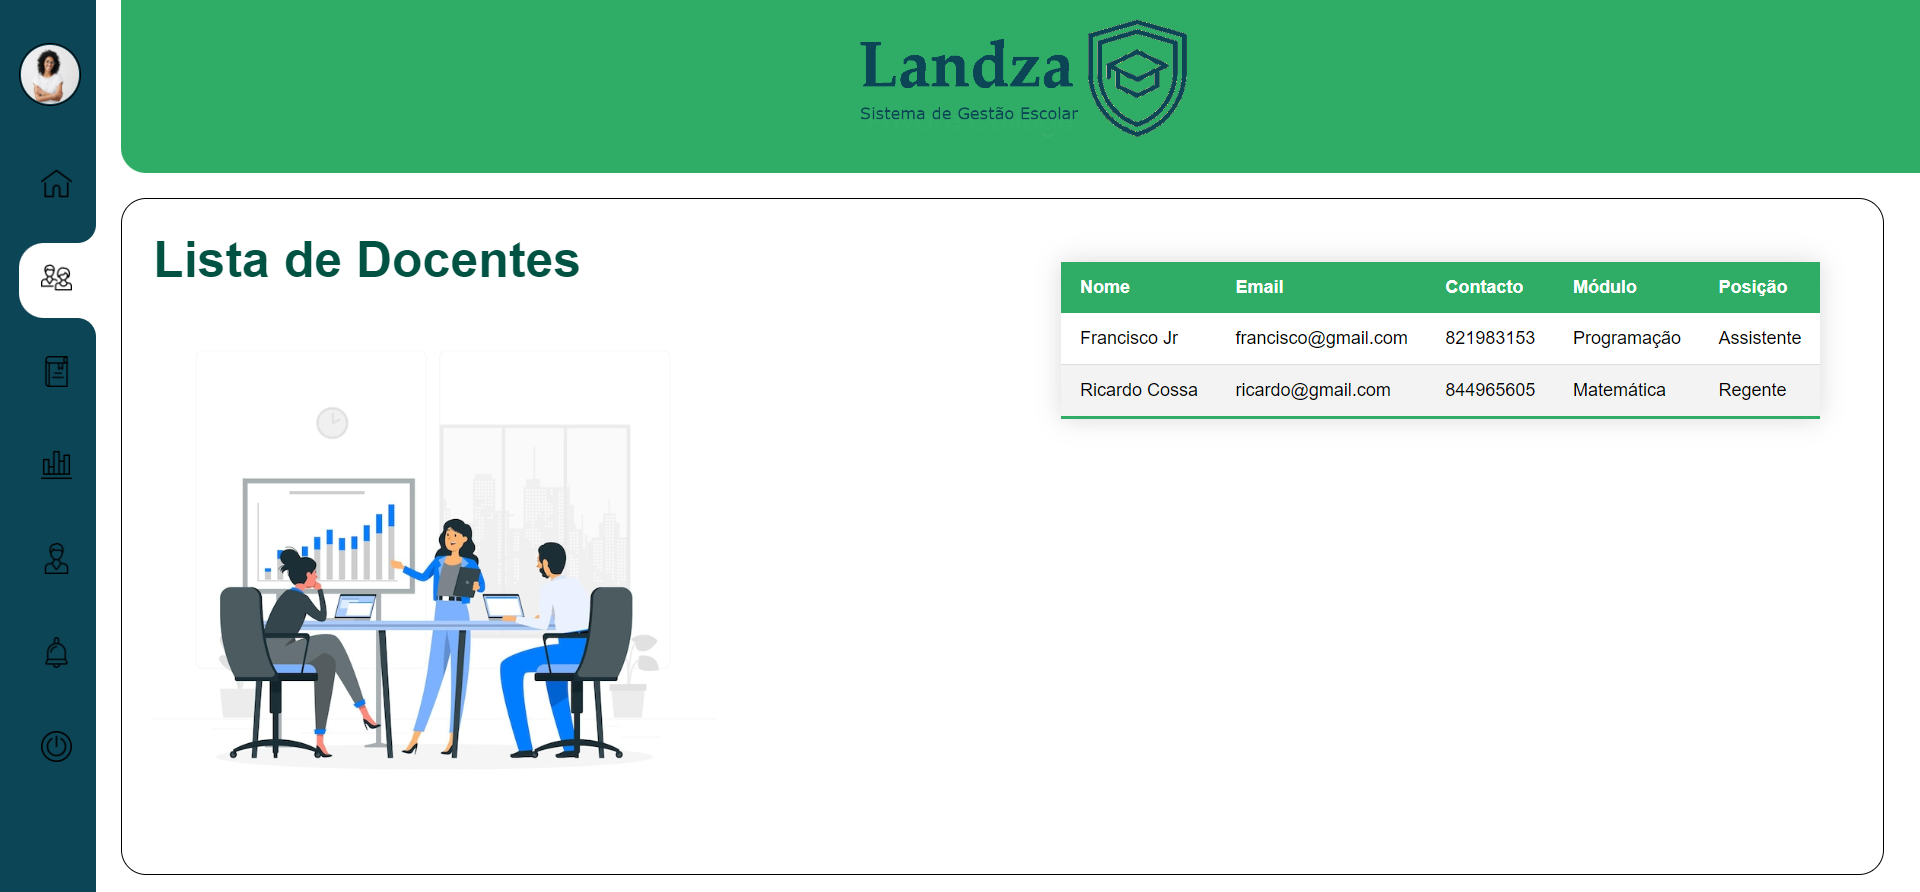 Landza
Sistema de Gestão Escolar
Lista de Docentes
Nome Email Contacto Módulo Posição
Francisco Jr francisco@gmail.com 821983153 Programação Assistente
Ricardo Cossa ricardo@gmail.com 844965605 Matemática Regente